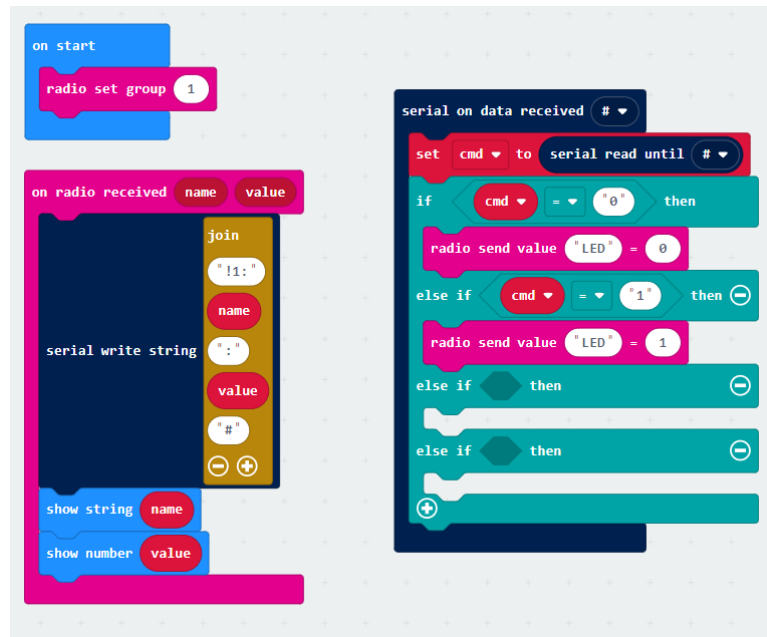 on start
radio set group 1
on radio received name value
serial write string
join
"!1:"
name
":"
value
"#"
show string name
show number value
serial on data received #
set cmd to serial read until #
if cmd = "0" then
radio send value "LED" = 0
else if cmd = "1" then
radio send value "LED" = 1
else if then
else if then